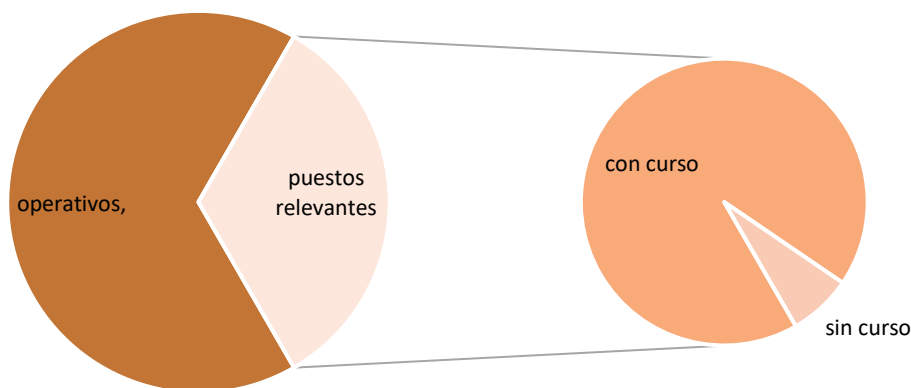 operativos,
puestos
relevantes
con curso
sin curso